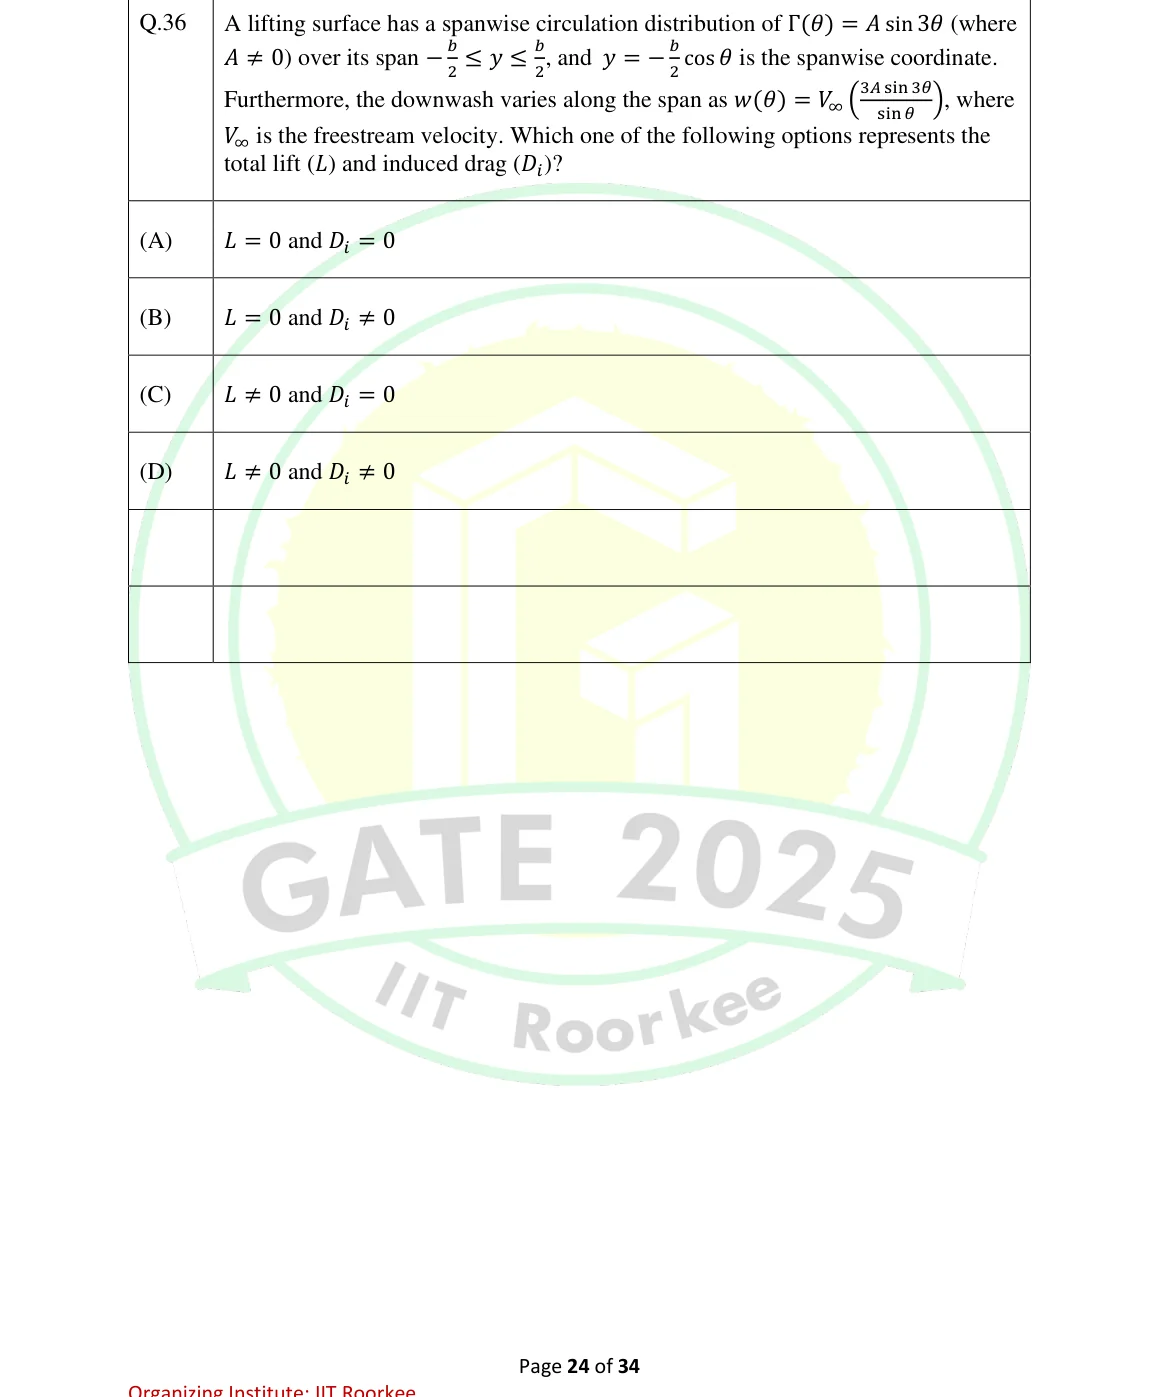 Q.36 A lifting surface has a spanwise circulation distribution of Γ(θ) = A sin 3θ (where
A ≠ 0) over its span −b/2 ≤ y ≤ b/2, and y = −b/2 cos θ is the spanwise coordinate.
Furthermore, the downwash varies along the span as w(θ) = V∞ (3A sin 3θ / sin θ), where
V∞ is the freestream velocity. Which one of the following options represents the
total lift (L) and induced drag (Di)?
(A) L = 0 and Di = 0
(B) L = 0 and Di ≠ 0
(C) L ≠ 0 and Di = 0
(D) L ≠ 0 and Di ≠ 0
GATE 2025
IIT Roorkee
Page 24 of 34
Organizing Institute: IIT Roorkee